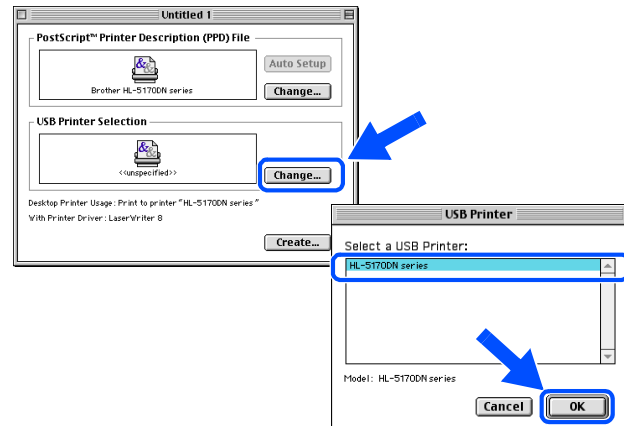 Untitled 1
PostScript™ Printer Description (PPD) File
Auto Setup
Brother HL-5170DN series
Change...
USB Printer Selection
<<unspecified>>
Change...
Desktop Printer Usage: Print to printer "HL-5170DN series "
With Printer Driver: LaserWriter 8
Create...
USB Printer
Select a USB Printer:
HL-5170DN series
Model: HL-5170DN series
Cancel
OK